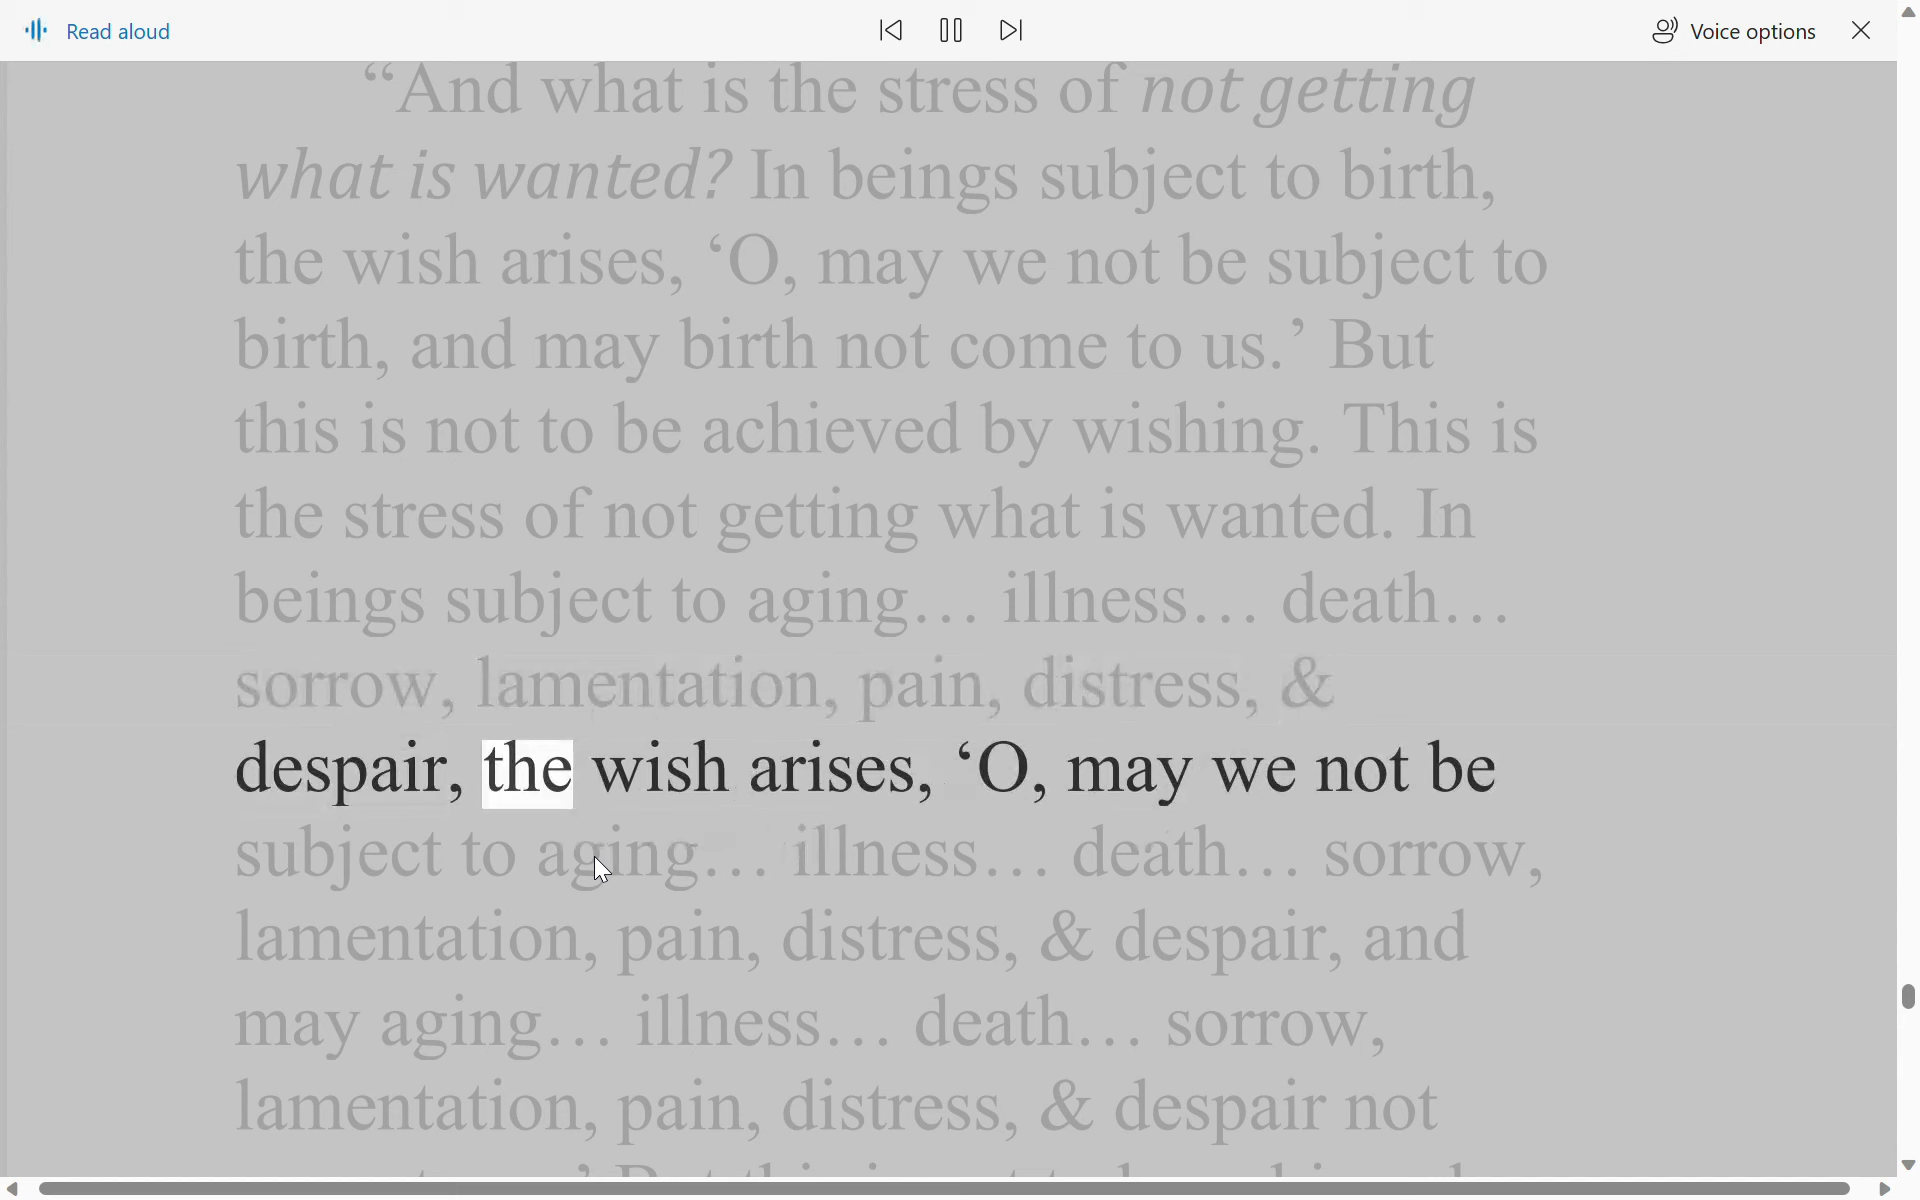 Read aloud
Voice options
“And what is the stress of not getting
what is wanted? In beings subject to birth,
the wish arises, ‘O, may we not be subject to
birth, and may birth not come to us.’ But
this is not to be achieved by wishing. This is
the stress of not getting what is wanted. In
beings subject to aging… illness… death…
sorrow, lamentation, pain, distress, &
despair, the wish arises, ‘O, may we not be
subject to aging… illness… death… sorrow,
lamentation, pain, distress, & despair, and
may aging… illness… death… sorrow,
lamentation, pain, distress, & despair not